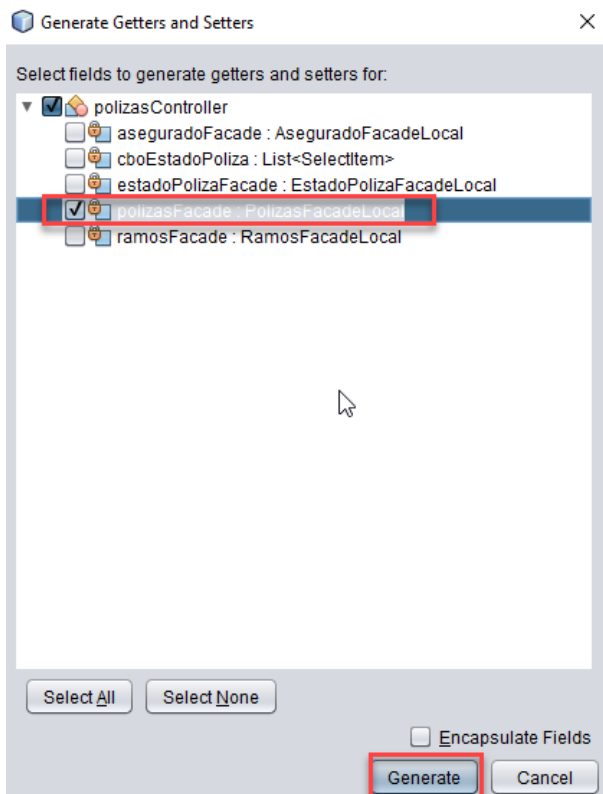 Generate Getters and Setters
Select fields to generate getters and setters for:
polizasController
aseguradoFacade : AseguradoFacadeLocal
cboEstadoPoliza : List<SelectItem>
estadoPolizaFacade : EstadoPolizaFacadeLocal
polizasFacade : PolizasFacadeLocal
ramosFacade : RamosFacadeLocal
Select All Select None
Encapsulate Fields
Generate Cancel